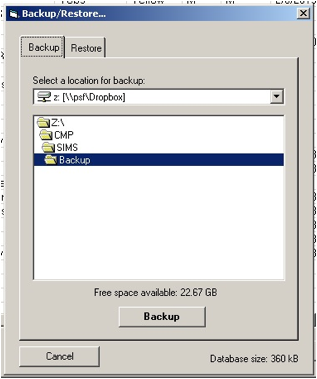 Backup/Restore...
Backup
Restore
Select a location for backup:
z: [\\psf\Dropbox]
Z:\
CMP
SIMS
Backup
Free space available: 22.67 GB
Backup
Cancel
Database size: 360 kB